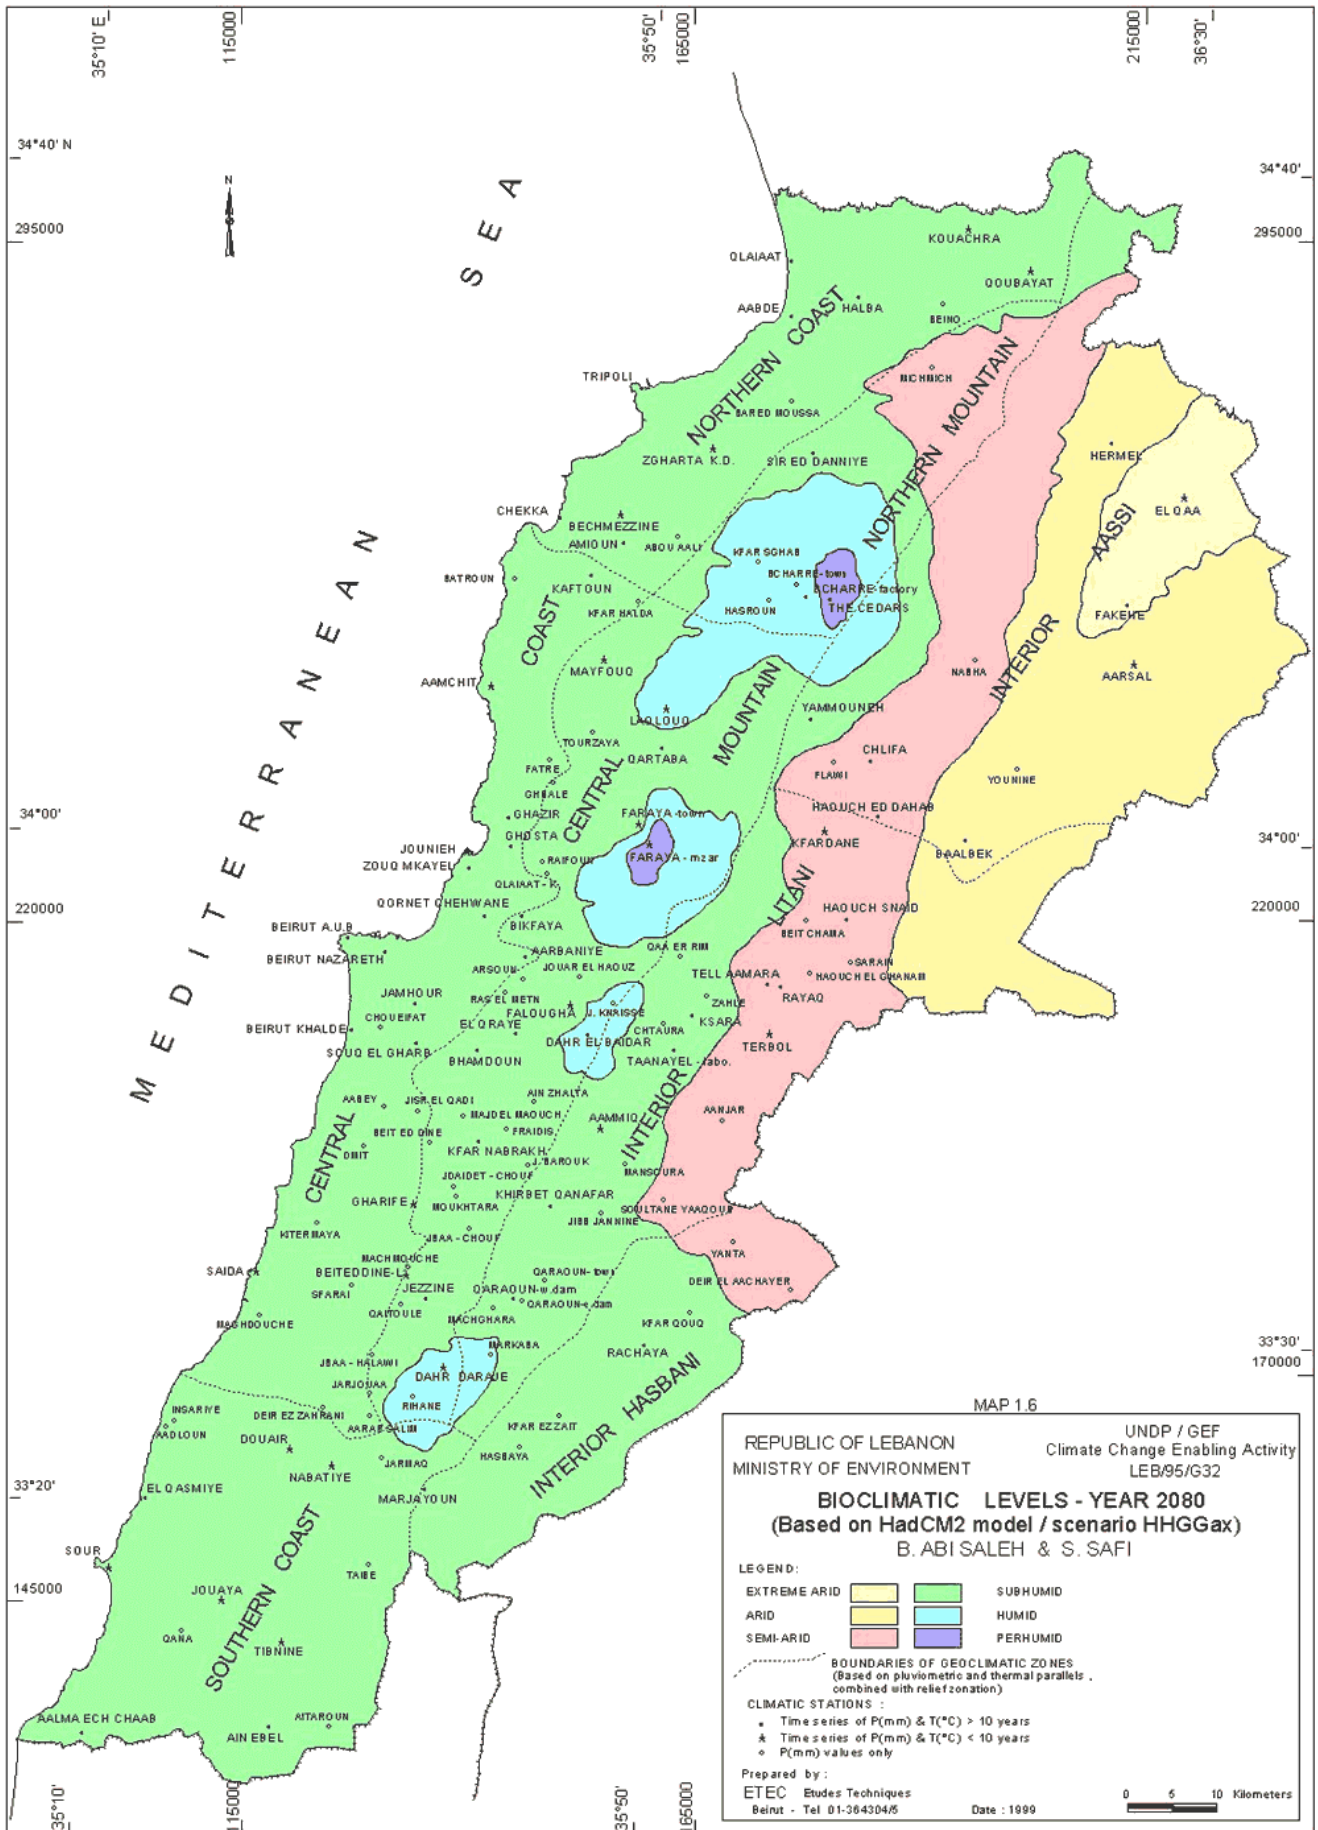 35°10' E
115000
35°50'
165000
215000
36°30'
34°40' N
34°40'
295000
295000
N
MEDITERRANEAN SEA
KOUACHRA
QLAIAAT
QOUBAYAT
AABDE
HALBA
BEINO
NORTHERN COAST
TRIPOLI
MICHMICH
BARED MOUSSA
NORTHERN MOUNTAIN
ZGHARTA K.D.
SIR ED DANNIYE
HERMEL
CHEKKA
BECHMEZZINE
EL QAA
AASSI
AMIOUN
ABOU AALI
KFAR SGHAB
BCHARRE-town
BATROUN
KAFTOUN
BCHARRE-factory
KFAR HALDA
HASROUN
THE CEDARS
FAKEHE
COAST
INTERIOR
MAYFOUQ
NABHA
AARSAL
AAMCHIT
MOUNTAIN
LAQLOUQ
YAMMOUNEH
TOURZAYA
QARTABA
CHLIFA
FATRE
FLAWI
YOUNINE
GHBALE
CENTRAL
HAOUCH ED DAHAB
34°00'
GHAZIR
FARAYA-town
GHOSTA
KFARDANE
34°00'
JOUNIEH
BAALBEK
ZOUQ MKAYEL
RAIFOUN
FARAYA-mzar
QLAIAAT-K
LITANI
QORNET CHEHWANE
HAOUCH SNAID
220000
BIKFAYA
220000
BEIRUT A.U.B
BEIT CHAMA
BEIRUT NAZARETH
AARBANIYE
QAA ER RIM
ARSOUN
JOUAR EL HAOUZ
TELL AAMARA
SARAIN
HAOUCH EL GHANAM
JAMHOUR
RAS EL METN
RAYAQ
FALOUGHA
J. KNAISSE
ZAHLE
CHOUEIFAT
EL QRAYE
KSARA
BEIRUT KHALDE
CHTAURA
DAHR EL BAIDAR
TERBOL
SOUQ EL GHARB
BHAMDOUN
TAANAYEL-labo.
AIN ZHALTA
AABEY
JISR EL QADI
INTERIOR
MAJDEL MAOUCH
AAMMIQ
AANJAR
BEIT ED DINE
FRAIDIS
DMIT
KFAR NABRAKH
J.BAROUK
CENTRAL
JDAIDET-CHOUF
MANSOURA
GHARIFE
MOUKHTARA
KHIRBET QANAFAR
SOULTANE YAAQOUB
JIBB JANNINE
KITERMAYA
JBAA-CHOUF
YANTA
MACHMOUCHE
SAIDA
BEITEDDINE-L
QARAOUN-town
DEIR EL AACHAYER
SFARAI
JEZZINE
QARAOUN-w.dam
QARAOUN-e.dam
QAITOULE
MAGHDOUCHE
MACHGHARA
KFAR QOUQ
MARKABA
RACHAYA
33°30'
170000
JBAA-HALAWI
DAHR DARAJE
JARJOUAA
RIHANE
INTERIOR HASBANI
INSARIYE
DEIR EZ ZAHRANI
AADLOUN
AARAB SALIM
KFAR EZZAIT
DOUAIR
HASBAYA
JARMAQ
NABATIYE
33°20'
EL QASMIYE
MARJAYOUN
SOUTHERN COAST
SOUR
TAIBE
145000
JOUAYA
QANA
TIBNINE
AALMA ECH CHAAB
AITAROUN
AIN EBEL
35°10'
115000
35°50'
165000
MAP 1.6
REPUBLIC OF LEBANON
MINISTRY OF ENVIRONMENT
UNDP / GEF
Climate Change Enabling Activity
LEB/95/G32
BIOCLIMATIC LEVELS - YEAR 2080
(Based on HadCM2 model / scenario HHGGax)
B. ABI SALEH & S. SAFI
LEGEND:
EXTREME ARID
SUBHUMID
ARID
HUMID
SEMI-ARID
PERHUMID
BOUNDARIES OF GEOCLIMATIC ZONES
(Based on pluviometric and thermal parallels,
combined with relief zonation)
CLIMATIC STATIONS :
Time series of P(mm) & T(°C) > 10 years
Time series of P(mm) & T(°C) < 10 years
P(mm) values only
Prepared by :
ETEC Etudes Techniques
Beirut - Tel 01-364304/5
Date : 1999
0 5 10 Kilometers